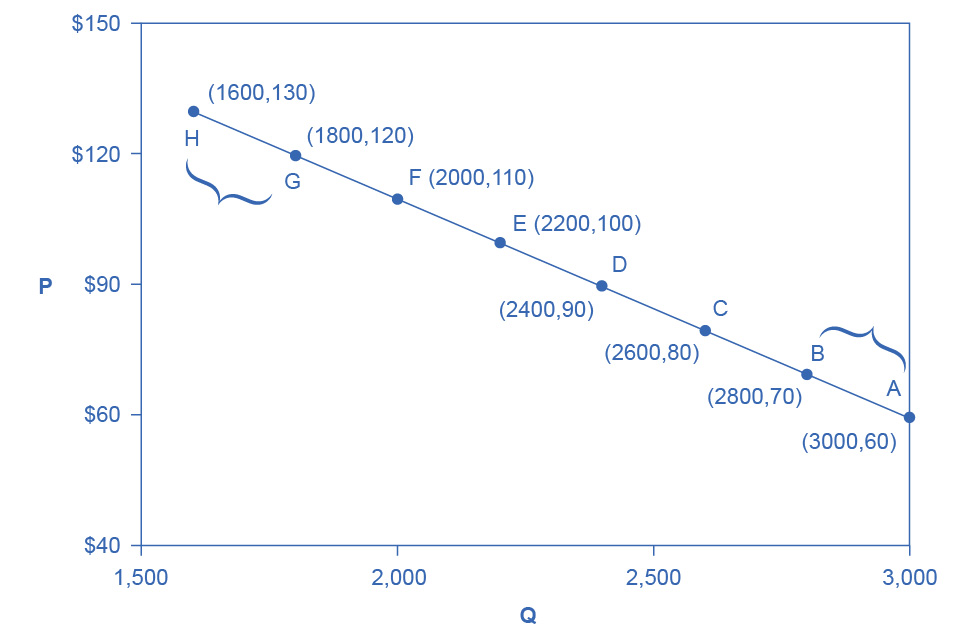 $150
(1600,130)
H
(1800,120)
$120
G
F (2000,110)
E (2200,100)
D
P
$90
(2400,90)
C
(2600,80)
B
A
(2800,70)
$60
(3000,60)
$40
1,500
2,000
2,500
3,000
Q